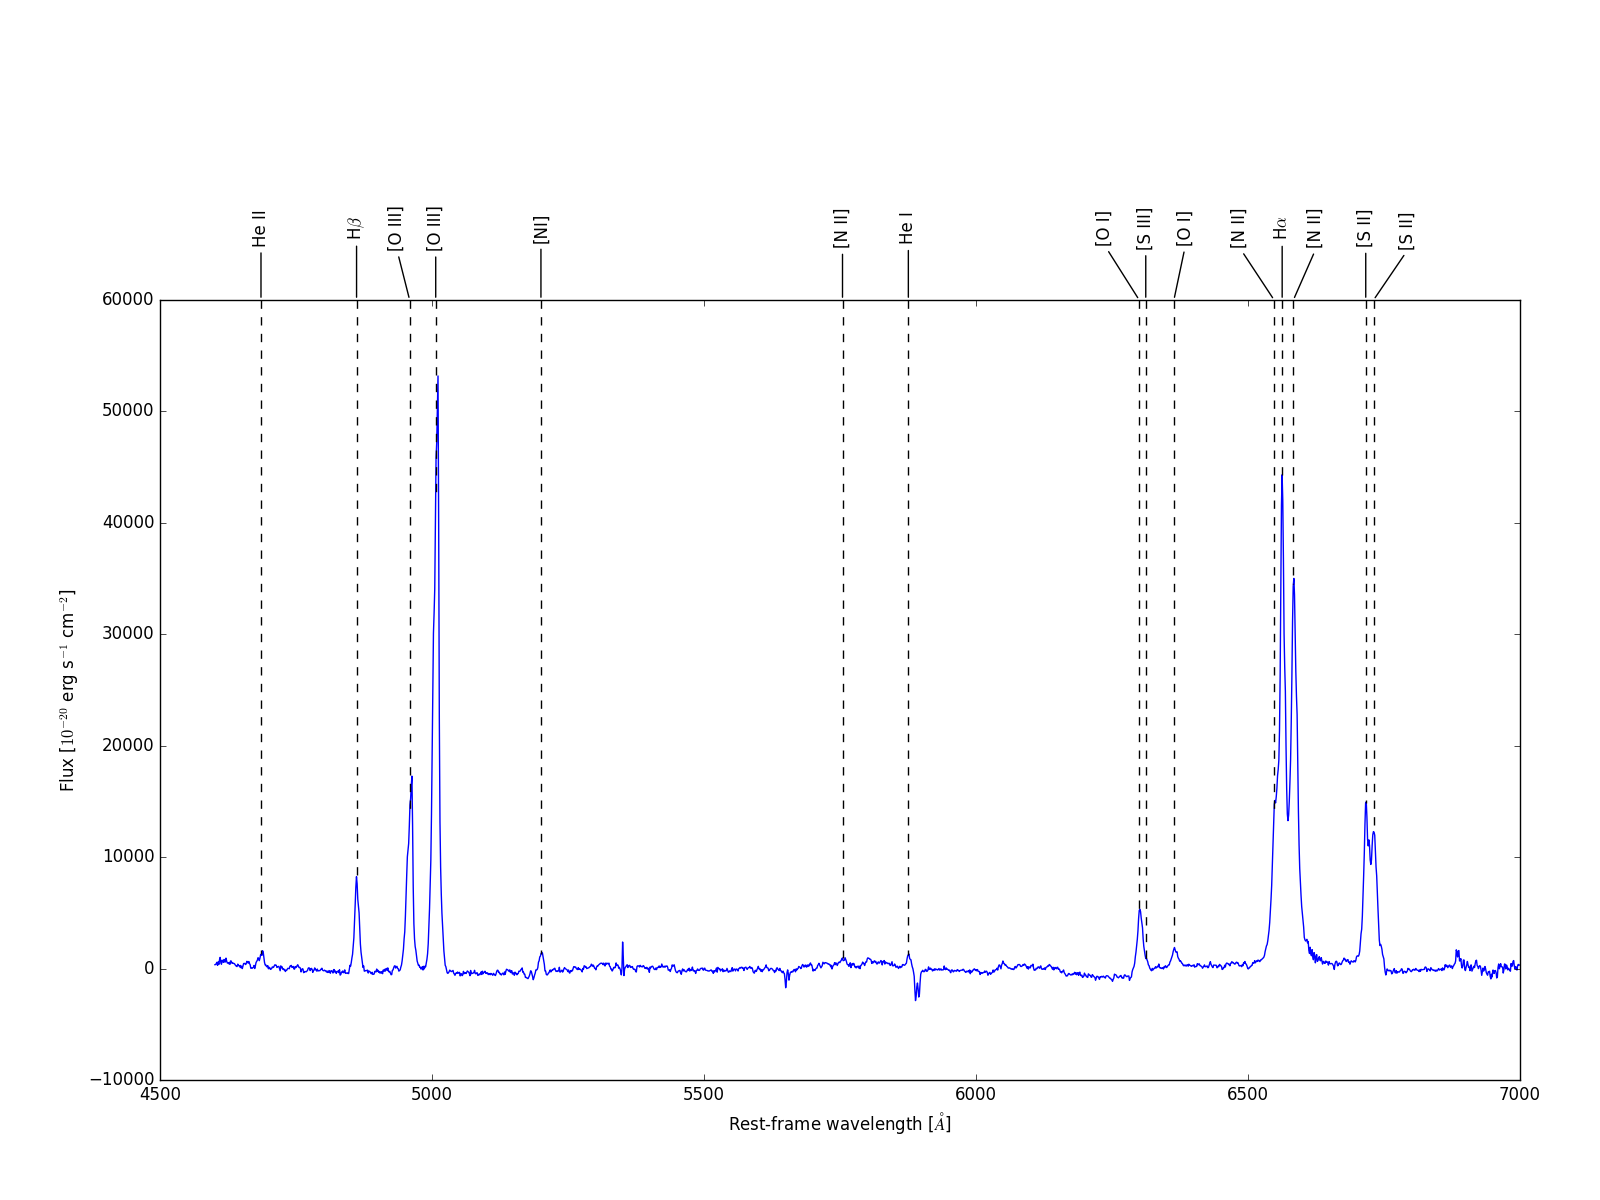 He II
Hβ
[O III]
[O III]
[NI]
[N II]
He I
[O I]
[S III]
[O I]
[N II]
Hα
[N II]
[S II]
[S II]
60000
50000
40000
30000
20000
10000
0
−10000
Flux [10⁻²⁰ erg s⁻¹ cm⁻²]
4500
5000
5500
6000
6500
7000
Rest-frame wavelength [Å]